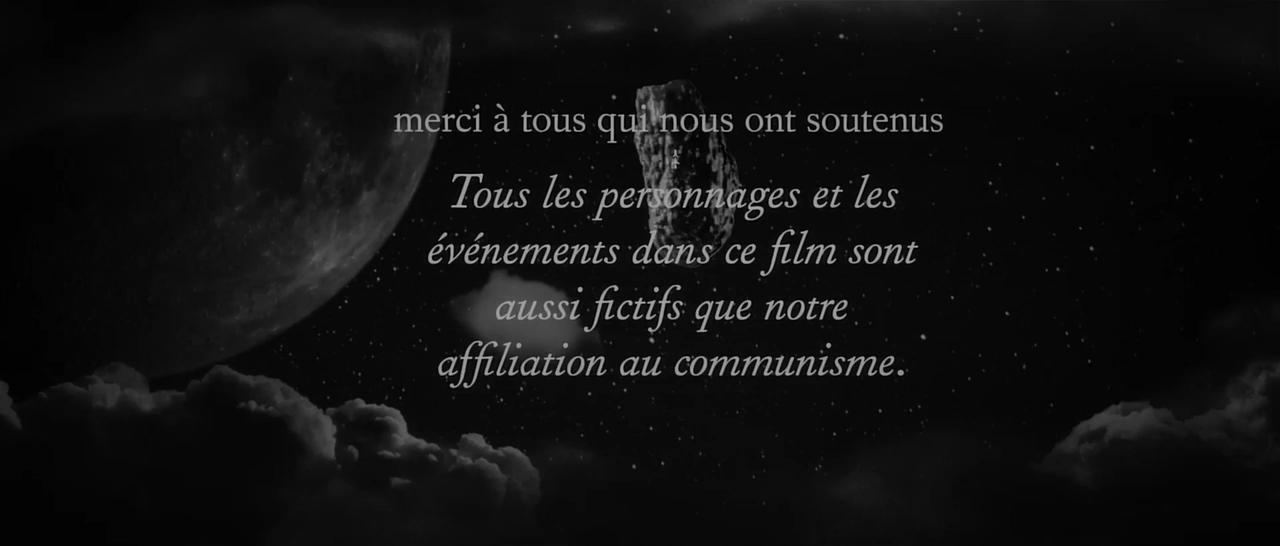 merci à tous qui nous ont soutenus
Tous les personnages et les
événements dans ce film sont
aussi fictifs que notre
affiliation au communisme.